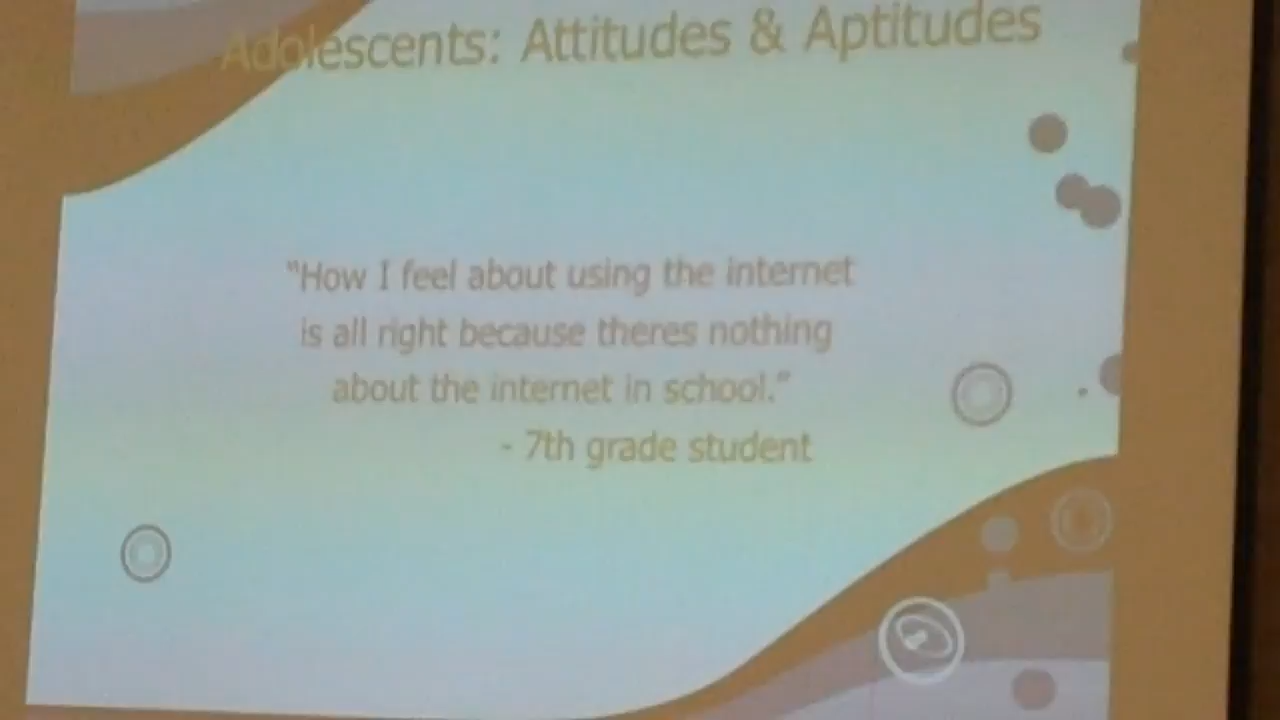 Adolescents: Attitudes & Aptitudes
"How I feel about using the internet
is all right because theres nothing
about the internet in school."
- 7th grade student